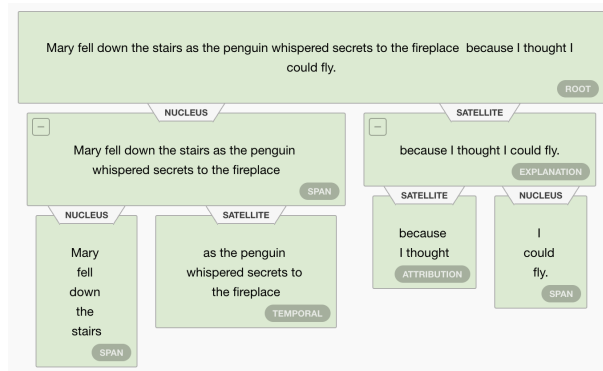 Mary fell down the stairs as the penguin whispered secrets to the fireplace because I thought I
could fly.
ROOT
NUCLEUS
SATELLITE
Mary fell down the stairs as the penguin
whispered secrets to the fireplace
SPAN
because I thought I could fly.
EXPLANATION
NUCLEUS
SATELLITE
SATELLITE
NUCLEUS
Mary
fell
down
the
stairs
SPAN
as the penguin
whispered secrets to
the fireplace
TEMPORAL
because
I thought
ATTRIBUTION
I
could
fly.
SPAN